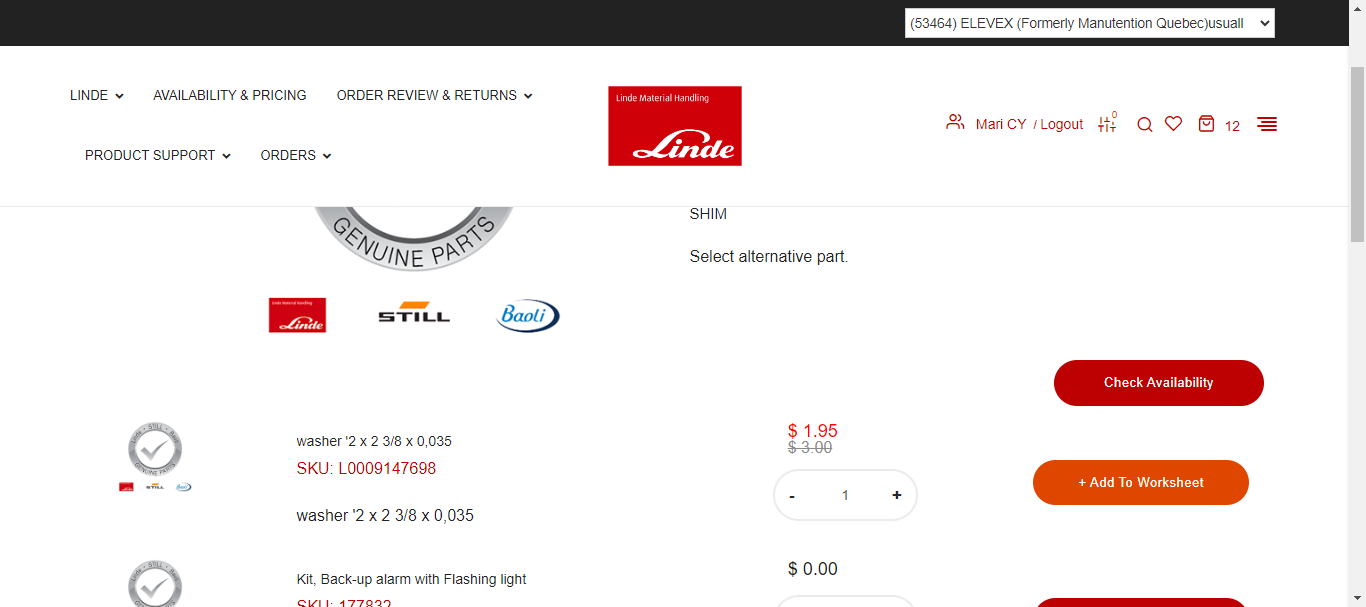 (53464) ELEVEX (Formerly Manutention Quebec)usuall
LINDE
AVAILABILITY & PRICING
ORDER REVIEW & RETURNS
Linde Material Handling
Linde
Mari CY / Logout
0
12
PRODUCT SUPPORT
ORDERS
GENUINE PARTS
SHIM
Select alternative part.
Linde Material Handling
Linde
STILL
Baoli
Check Availability
Linde • STILL • Baoli
GENUINE PARTS
STILL
Baoli
washer '2 x 2 3/8 x 0,035
SKU: L0009147698
washer '2 x 2 3/8 x 0,035
$ 1.95
$ 3.00
- 1 +
+ Add To Worksheet
Linde • STILL • Baoli
Kit, Back-up alarm with Flashing light
SKU: 177832
$ 0.00